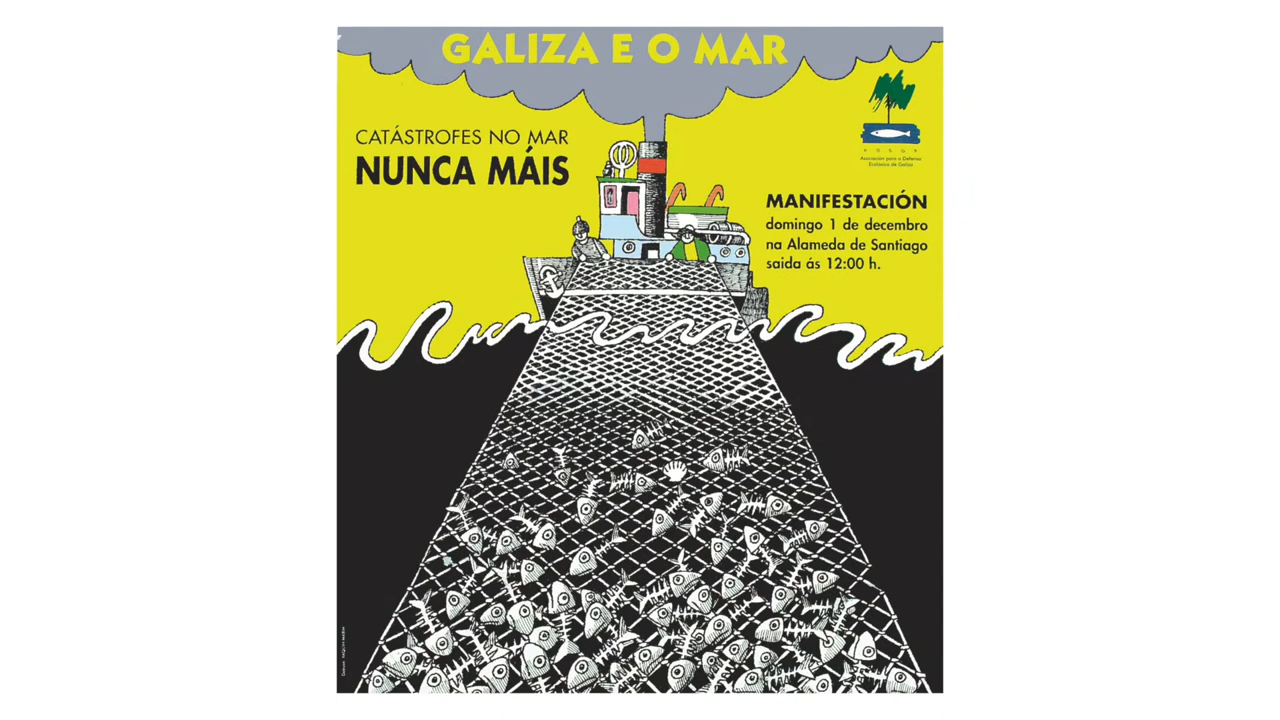 GALIZA E O MAR
CATÁSTROFES NO MAR
NUNCA MÁIS
ADEGA
Asociación para a Defensa
Ecolóxica de Galiza
MANIFESTACIÓN
domingo 1 de decembro
na Alameda de Santiago
saida ás 12:00 h.